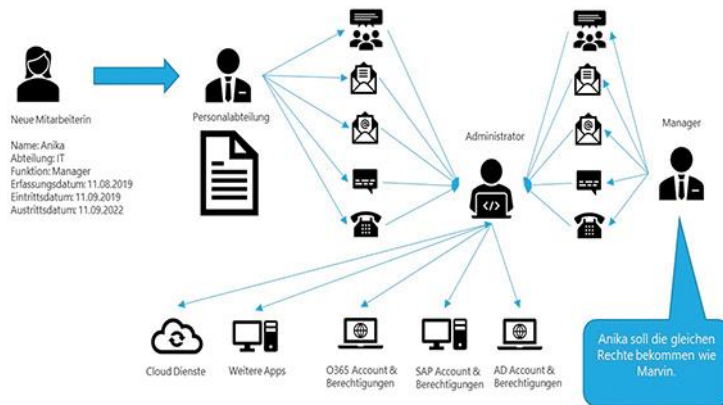 Neue Mitarbeiterin
Name: Anika
Abteilung: IT
Funktion: Manager
Erfassungsdatum: 11.08.2019
Eintrittsdatum: 11.09.2019
Austrittsdatum: 11.09.2022
Personalabteilung
Administrator
Manager
Cloud Dienste
Weitere Apps
O365 Account &
Berechtigungen
SAP Account &
Berechtigungen
AD Account &
Berechtigungen
Anika soll die gleichen
Rechte bekommen wie
Marvin.